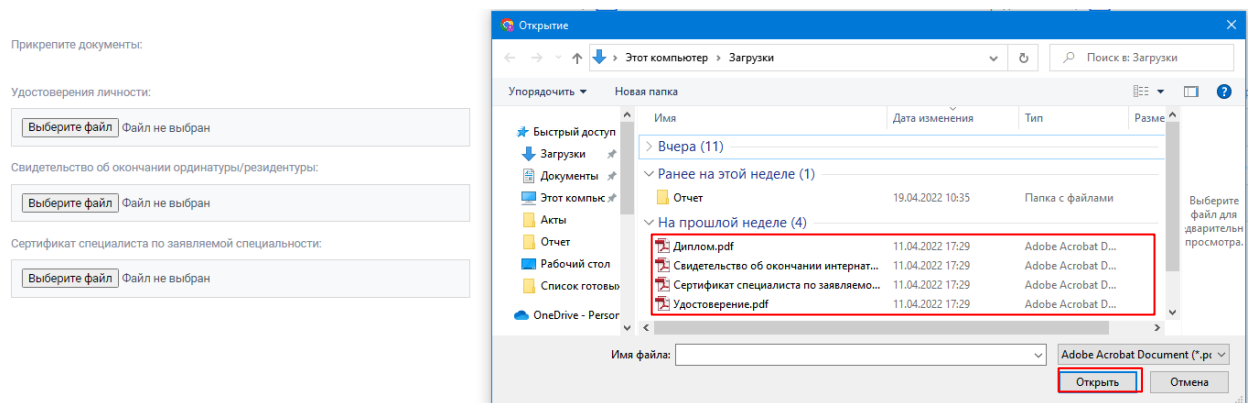 Прикрепите документы:
Удостоверения личности:
Выберите файл Файл не выбран
Свидетельство об окончании ординатуры/резидентуры:
Выберите файл Файл не выбран
Сертификат специалиста по заявляемой специальности:
Выберите файл Файл не выбран
Открытие
Этот компьютер › Загрузки
Поиск в: Загрузки
Упорядочить Новая папка
Быстрый доступ
Загрузки
Документы
Этот компьюс
Акты
Отчет
Рабочий стол
Список готовых
OneDrive - Person
Имя Дата изменения Тип Разме
Вчера (11)
Ранее на этой неделе (1)
Отчет 19.04.2022 10:35 Папка с файлами
На прошлой неделе (4)
Диплом.pdf 11.04.2022 17:29 Adobe Acrobat D...
Свидетельство об окончании интернат... 11.04.2022 17:29 Adobe Acrobat D...
Сертификат специалиста по заявляемо... 11.04.2022 17:29 Adobe Acrobat D...
Удостоверение.pdf 11.04.2022 17:29 Adobe Acrobat D...
Выберите
файл для
дварительн
просмотра.
Имя файла:
Adobe Acrobat Document (*.pc
Открыть Отмена